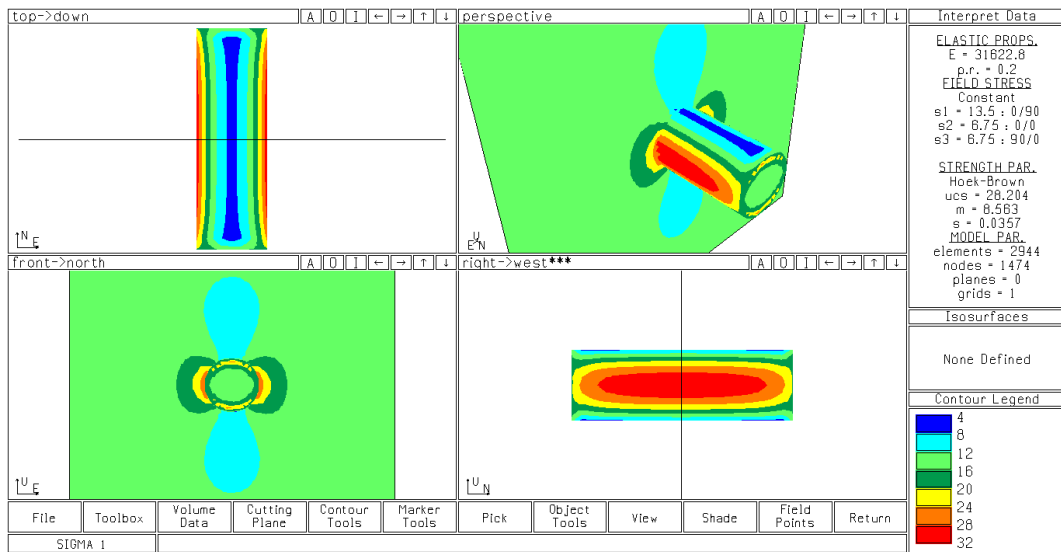 top->down
A O I ← → ↑ ↓
N E
perspective
A O I ← → ↑ ↓
U
E N
front->north
A O I ← → ↑ ↓
U E
right->west***
A O I ← → ↑ ↓
U N
Interpret Data
ELASTIC PROPS.
E = 31622.8
p.r. = 0.2
FIELD STRESS
Constant
s1 = 13.5 : 0/90
s2 = 6.75 : 0/0
s3 = 6.75 : 90/0
STRENGTH PAR.
Hoek-Brown
ucs = 28.204
m = 8.563
s = 0.0357
MODEL PAR.
elements = 2944
nodes = 1474
planes = 0
grids = 1
Isosurfaces
None Defined
Contour Legend
4
8
12
16
20
24
28
32
File
Toolbox
Volume
Data
Cutting
Plane
Contour
Tools
Marker
Tools
Pick
Object
Tools
View
Shade
Field
Points
Return
SIGMA 1